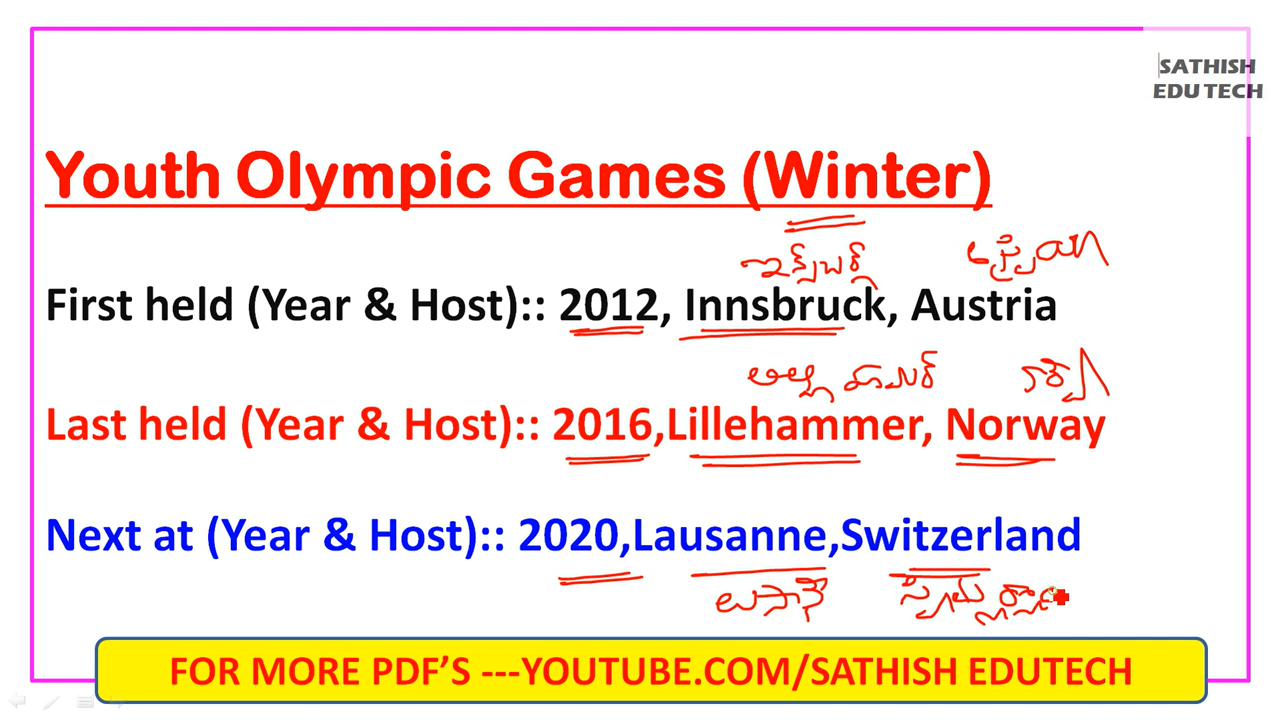 SATHISH
EDUTECH
Youth Olympic Games (Winter)
First held (Year & Host):: 2012, Innsbruck, Austria
Last held (Year & Host):: 2016,Lillehammer, Norway
Next at (Year & Host):: 2020,Lausanne,Switzerland
లుసానే
FOR MORE PDF’S ---YOUTUBE.COM/SATHISH EDUTECH